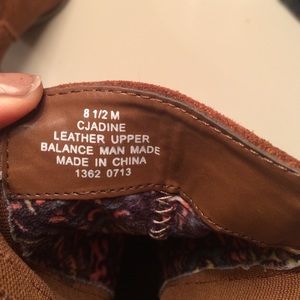 8 1/2 M
CJADINE
LEATHER UPPER
BALANCE MAN MADE
MADE IN CHINA
1362 0713